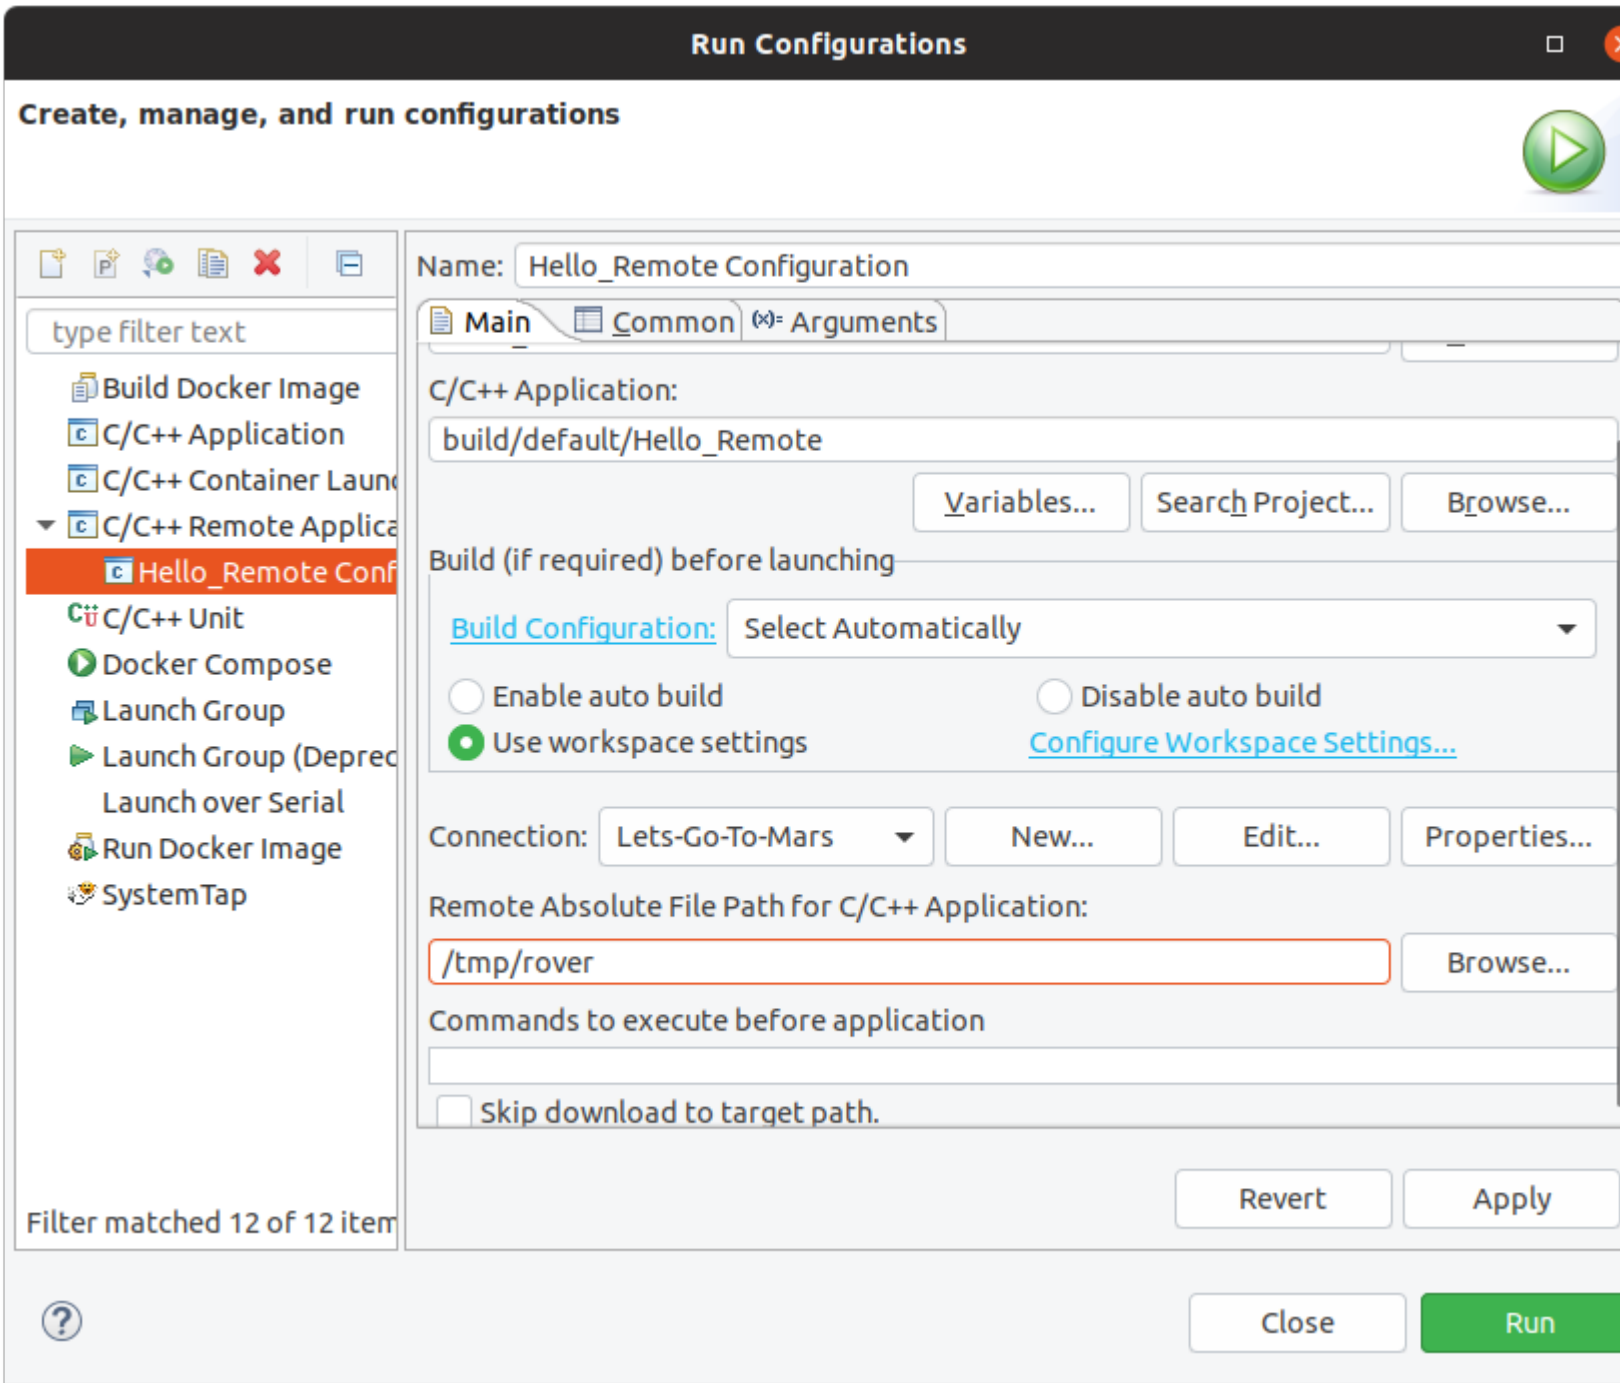 Run Configurations
Create, manage, and run configurations
type filter text
Build Docker Image
C/C++ Application
C/C++ Container Laun
C/C++ Remote Applica
Hello_Remote Conf
C/C++ Unit
Docker Compose
Launch Group
Launch Group (Deprec
Launch over Serial
Run Docker Image
SystemTap
Filter matched 12 of 12 item
Name: Hello_Remote Configuration
Main Common (x)= Arguments
C/C++ Application:
build/default/Hello_Remote
Variables... Search Project... Browse...
Build (if required) before launching
Build Configuration: Select Automatically
Enable auto build Disable auto build
Use workspace settings Configure Workspace Settings...
Connection: Lets-Go-To-Mars New... Edit... Properties...
Remote Absolute File Path for C/C++ Application:
/tmp/rover Browse...
Commands to execute before application
Skip download to target path.
Revert Apply
? Close Run